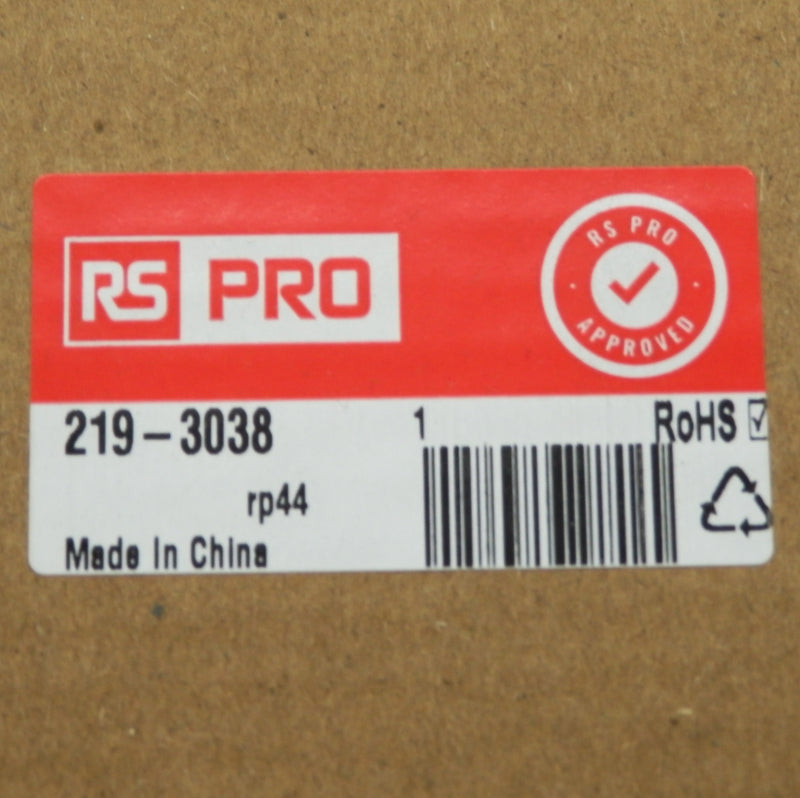 RS PRO
RS PRO
APPROVED
219-3038
1
RoHS
rp44
Made In China